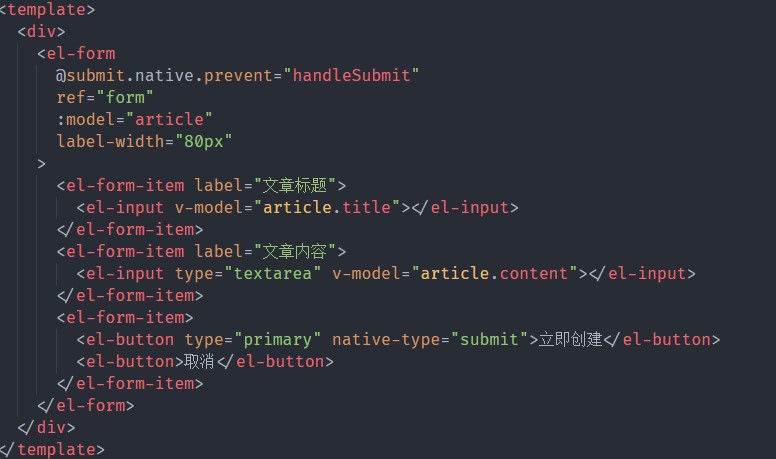 <template>
  <div>
    <el-form
      @submit.native.prevent="handleSubmit"
      ref="form"
      :model="article"
      label-width="80px"
    >
      <el-form-item label="文章标题">
        <el-input v-model="article.title"></el-input>
      </el-form-item>
      <el-form-item label="文章内容">
        <el-input type="textarea" v-model="article.content"></el-input>
      </el-form-item>
      <el-form-item>
        <el-button type="primary" native-type="submit">立即创建</el-button>
        <el-button>取消</el-button>
      </el-form-item>
    </el-form>
  </div>
</template>